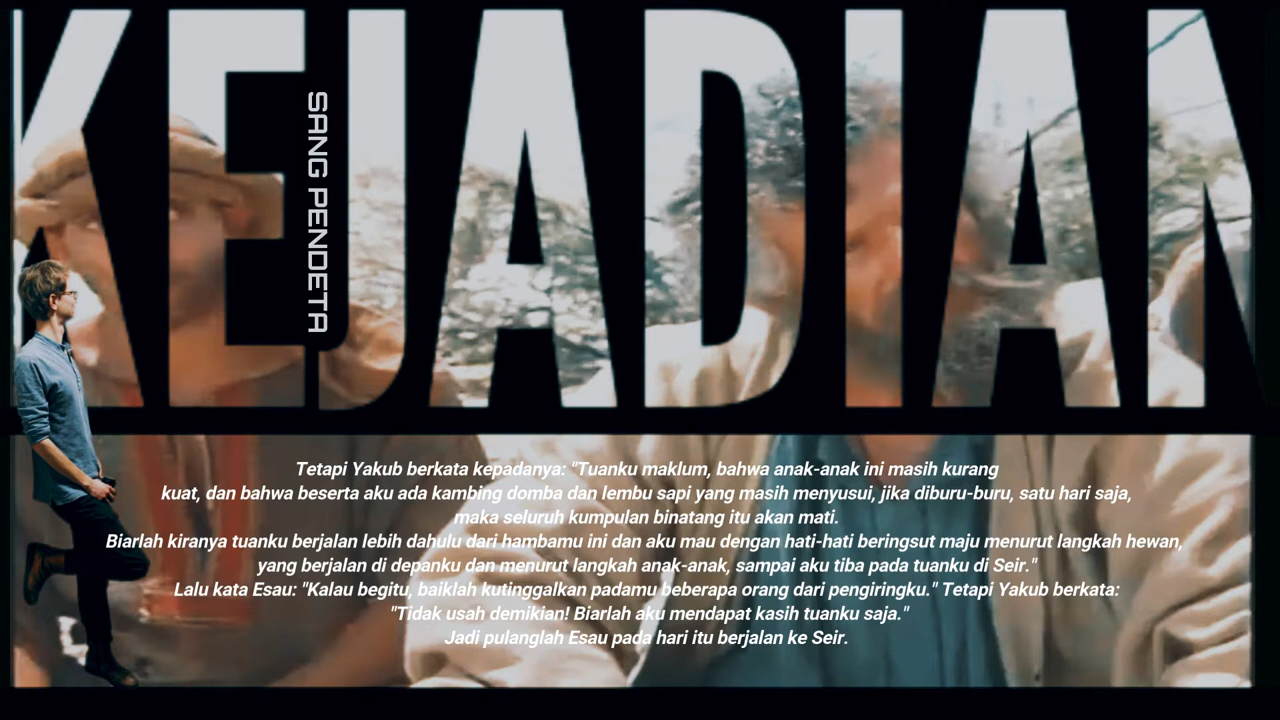 KEJADIAN
SANG PENDETA
Tetapi Yakub berkata kepadanya: "Tuanku maklum, bahwa anak-anak ini masih kurang
kuat, dan bahwa beserta aku ada kambing domba dan lembu sapi yang masih menyusui, jika diburu-buru, satu hari saja,
maka seluruh kumpulan binatang itu akan mati.
Biarlah kiranya tuanku berjalan lebih dahulu dari hambamu ini dan aku mau dengan hati-hati beringsut maju menurut langkah hewan,
yang berjalan di depanku dan menurut langkah anak-anak, sampai aku tiba pada tuanku di Seir."
Lalu kata Esau: "Kalau begitu, baiklah kutinggalkan padamu beberapa orang dari pengiringku." Tetapi Yakub berkata:
"Tidak usah demikian! Biarlah aku mendapat kasih tuanku saja."
Jadi pulanglah Esau pada hari itu berjalan ke Seir.